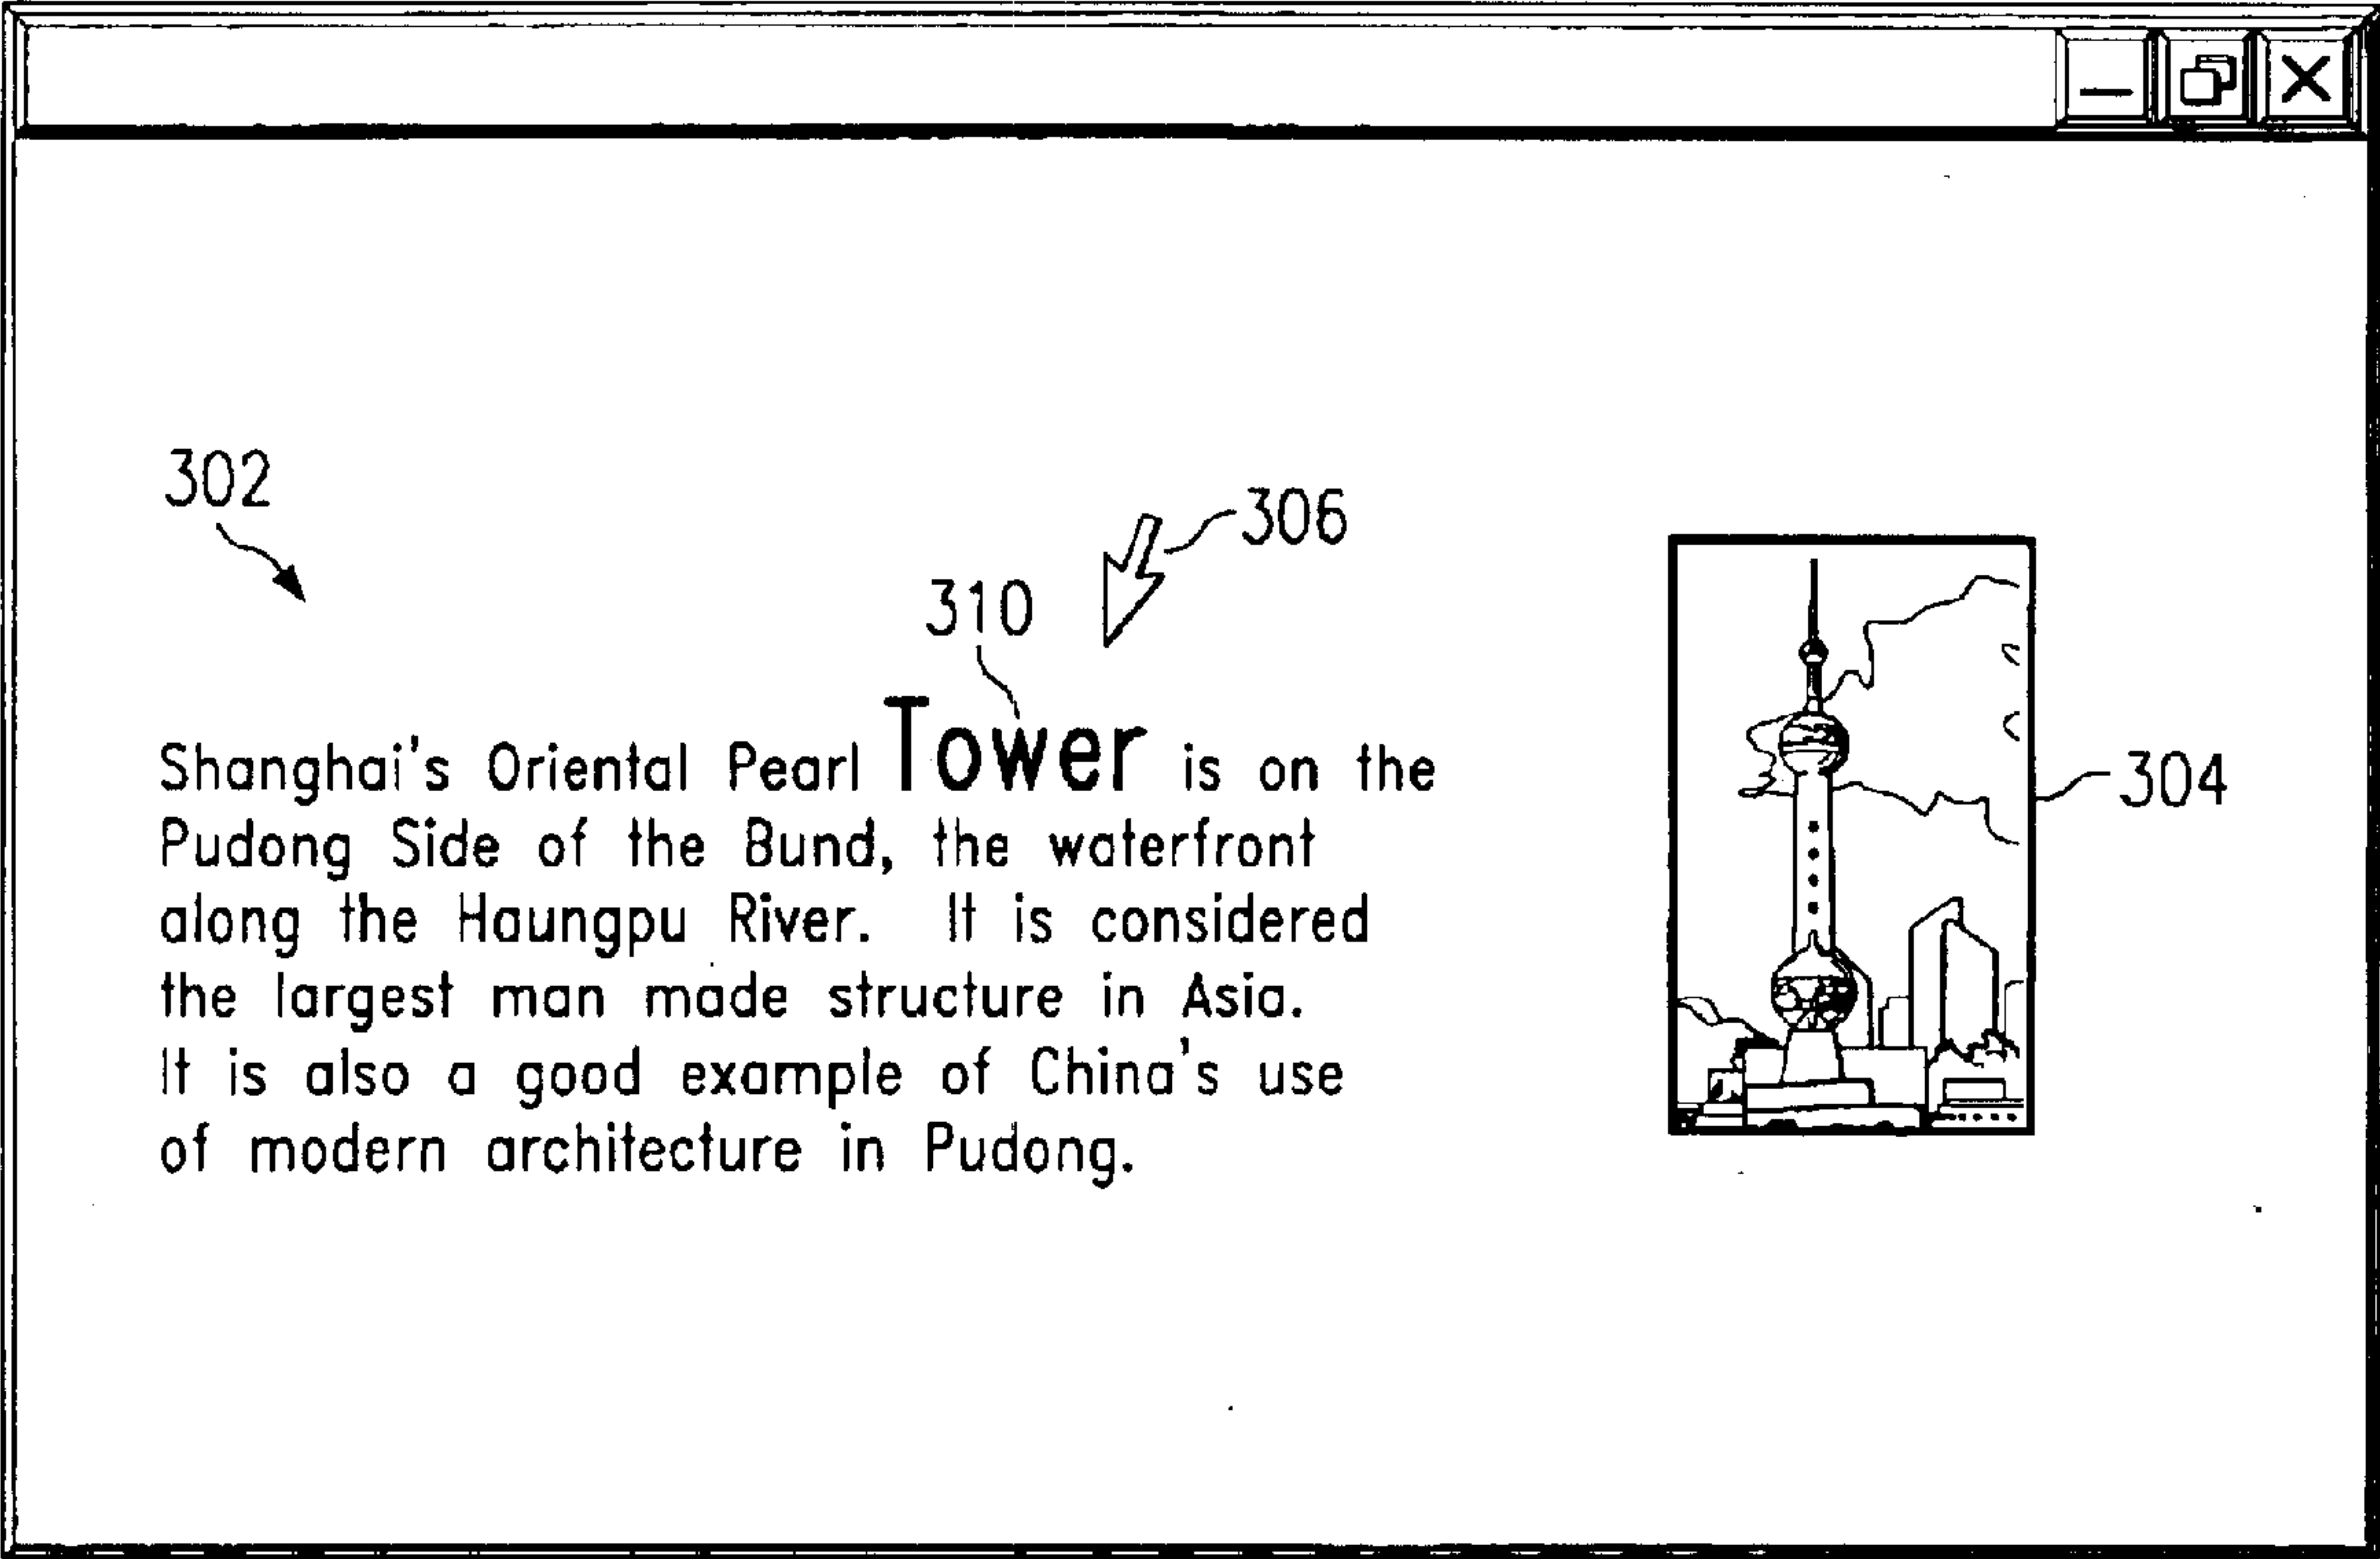 302
306
310
Shanghai's Oriental Pearl Tower is on the
Pudong Side of the Bund, the waterfront
along the Haungpu River. It is considered
the largest man made structure in Asia.
It is also a good example of China's use
of modern architecture in Pudong.
304